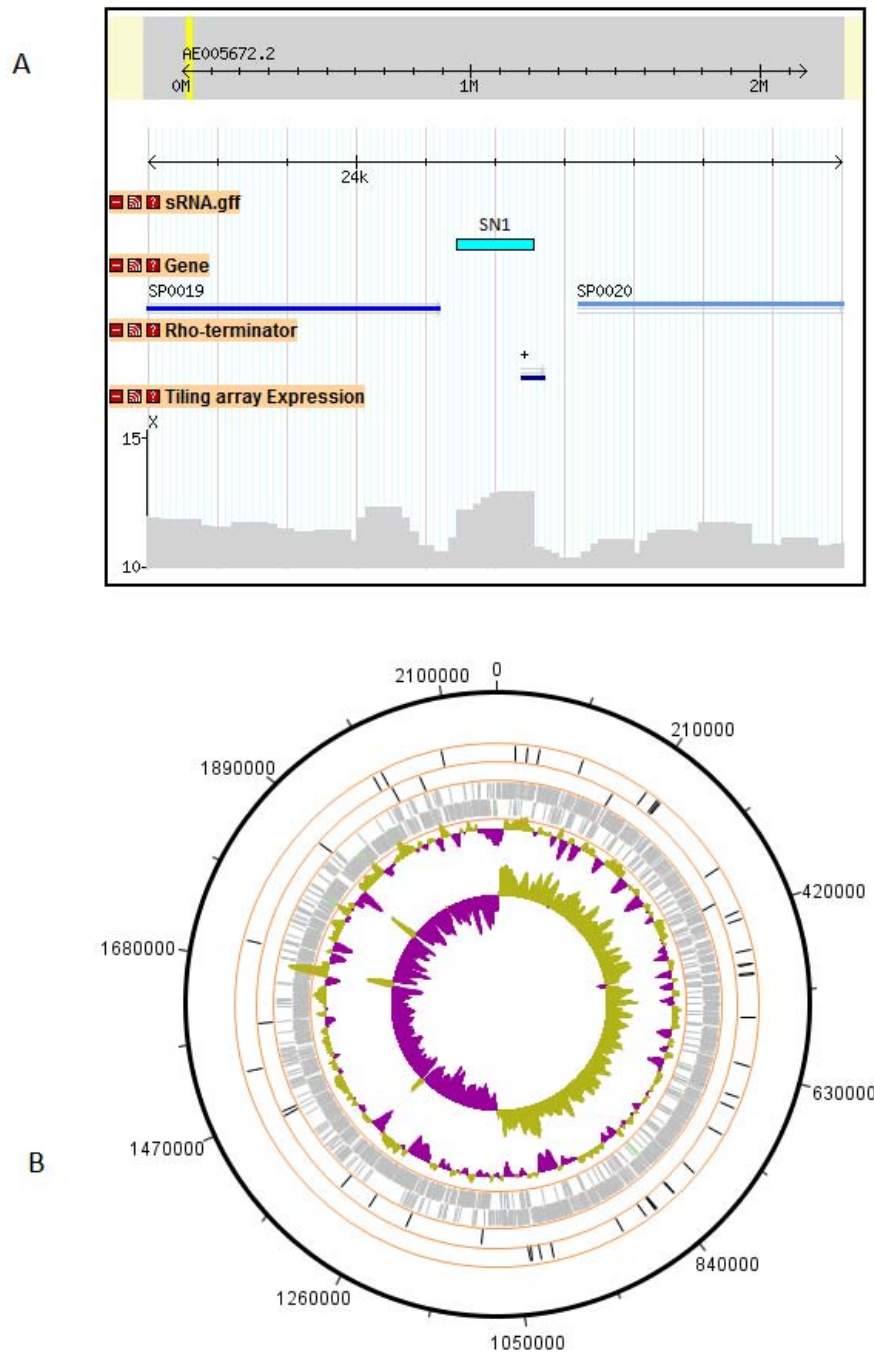 A
AE005672.2
0M 1M 2M
24k
sRNA.gff
SN1
Gene
SP0019 SP0020
Rho-terminator
+
Tiling array Expression
X
15
10
B
0
210000
420000
630000
840000
1050000
1260000
1470000
1680000
1890000
2100000